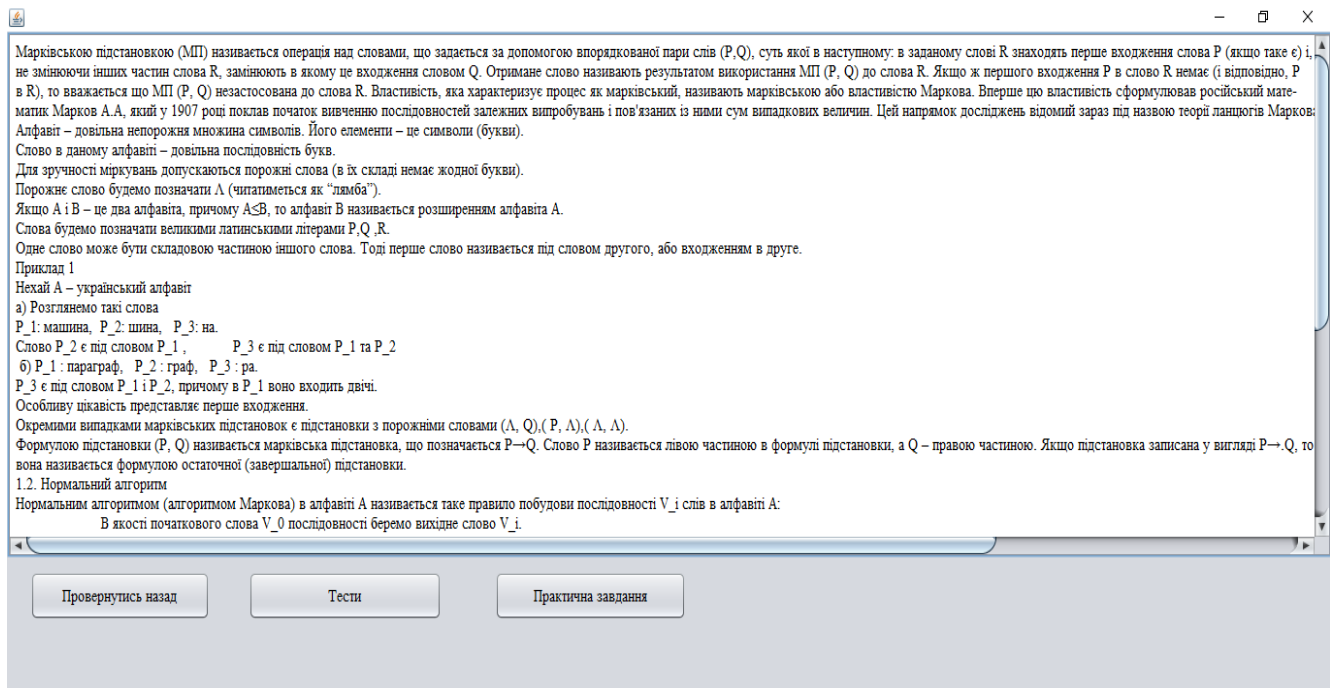 Марківською підстановкою (МП) називається операція над словами, що задається за допомогою впорядкованої пари слів (P,Q), суть якої в наступному: в заданому слові R знаходять перше входження слова P (якщо таке є) і,
не змінюючи інших частин слова R, замінюють в якому це входження словом Q. Отримане слово називають результатом використання МП (P, Q) до слова R. Якщо ж першого входження P в слово R немає (і відповідно, P
в R), то вважається що МП (P, Q) незастосована до слова R. Властивість, яка характеризує процес як марківський, називають марківською або властивістю Маркова. Вперше цю властивість сформулював російський мате-
матик Марков А.А, який у 1907 році поклав початок вивченню послідовностей залежних випробувань і пов'язаних із ними сум випадкових величин. Цей напрямок досліджень відомий зараз під назвою теорії ланцюгів Маркова
Алфавіт – довільна непорожня множина символів. Його елементи – це символи (букви).
Слово в даному алфавіті – довільна послідовність букв.
Для зручності міркувань допускаються порожні слова (в їх складі немає жодної букви).
Порожнє слово будемо позначати Λ (читатиметься як “лямба”).
Якщо A і B – це два алфавіта, причому A≤B, то алфавіт B називається розширенням алфавіта A.
Слова будемо позначати великими латинськими літерами P,Q ,R.
Одне слово може бути складовою частиною іншого слова. Тоді перше слово називається під словом другого, або входженням в друге.
Приклад 1
Нехай A – український алфавіт
а) Розглянемо такі слова
P_1: машина, P_2: шина, P_3: на.
Слово P_2 є під словом P_1 , P_3 є під словом P_1 та P_2
б) P_1 : параграф, P_2 : граф, P_3 : ра.
P_3 є під словом P_1 і P_2, причому в P_1 воно входить двічі.
Особливу цікавість представляє перше входження.
Окремими випадками марківських підстановок є підстановки з порожніми словами (Λ, Q),( P, Λ),( Λ, Λ).
Формулою підстановки (P, Q) називається марківська підстановка, що позначається P→Q. Слово P називається лівою частиною в формулі підстановки, а Q – правою частиною. Якщо підстановка записана у вигляді P→.Q, то
вона називається формулою остаточної (завершальної) підстановки.
1.2. Нормальний алгоритм
Нормальним алгоритмом (алгоритмом Маркова) в алфавіті A називається таке правило побудови послідовності V_i слів в алфавіті A:
В якості початкового слова V_0 послідовності беремо вихідне слово V_i.
Провернутись назад
Тести
Практична завдання